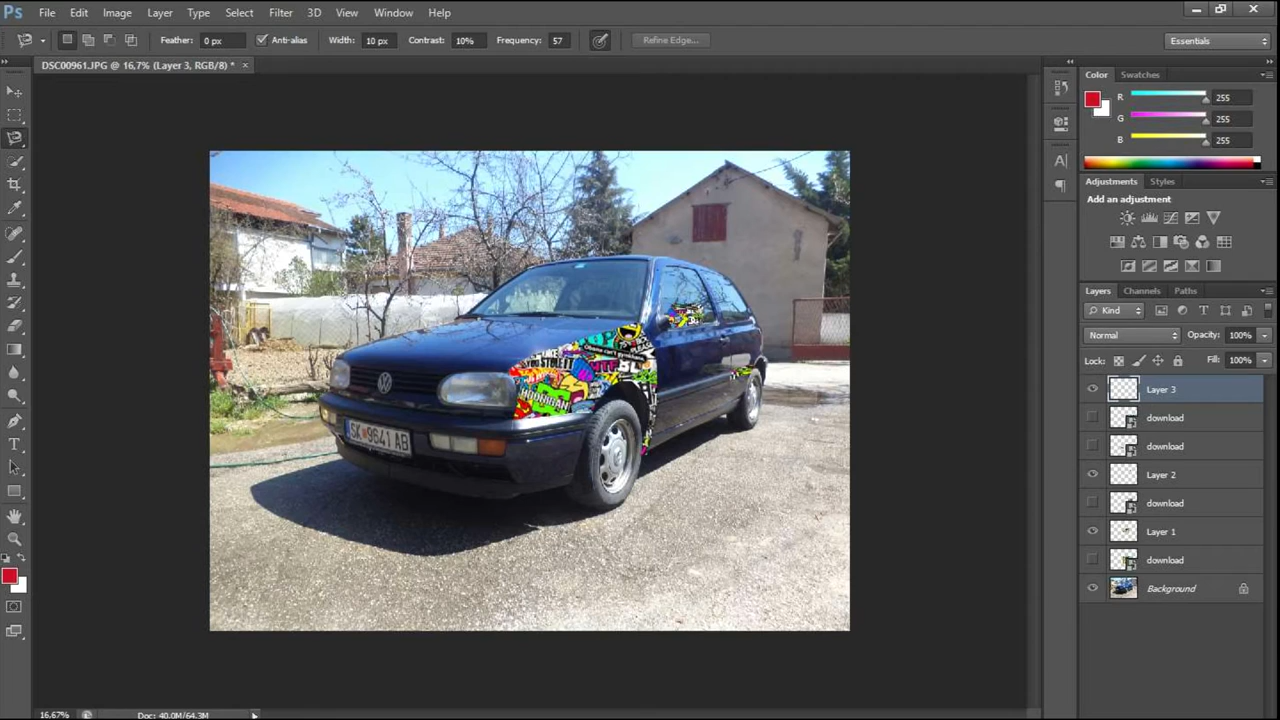 Ps File Edit Image Layer Type Select Filter 3D View Window Help
Feather: 0 px Anti-alias Width: 10 px Contrast: 10% Frequency: 57 Refine Edge... Essentials
DSC00961.JPG @ 16,7% (Layer 3, RGB/8) * ×
Color Swatches
R 255
G 255
B 255
Adjustments Styles
Add an adjustment
Layers Channels Paths
Kind
Normal Opacity: 100%
Lock: Fill: 100%
Layer 3
download
download
Layer 2
download
Layer 1
download
Background
HOONIGAN
SK 9641 AB
16.67% Doc: 40.0M/64.3M